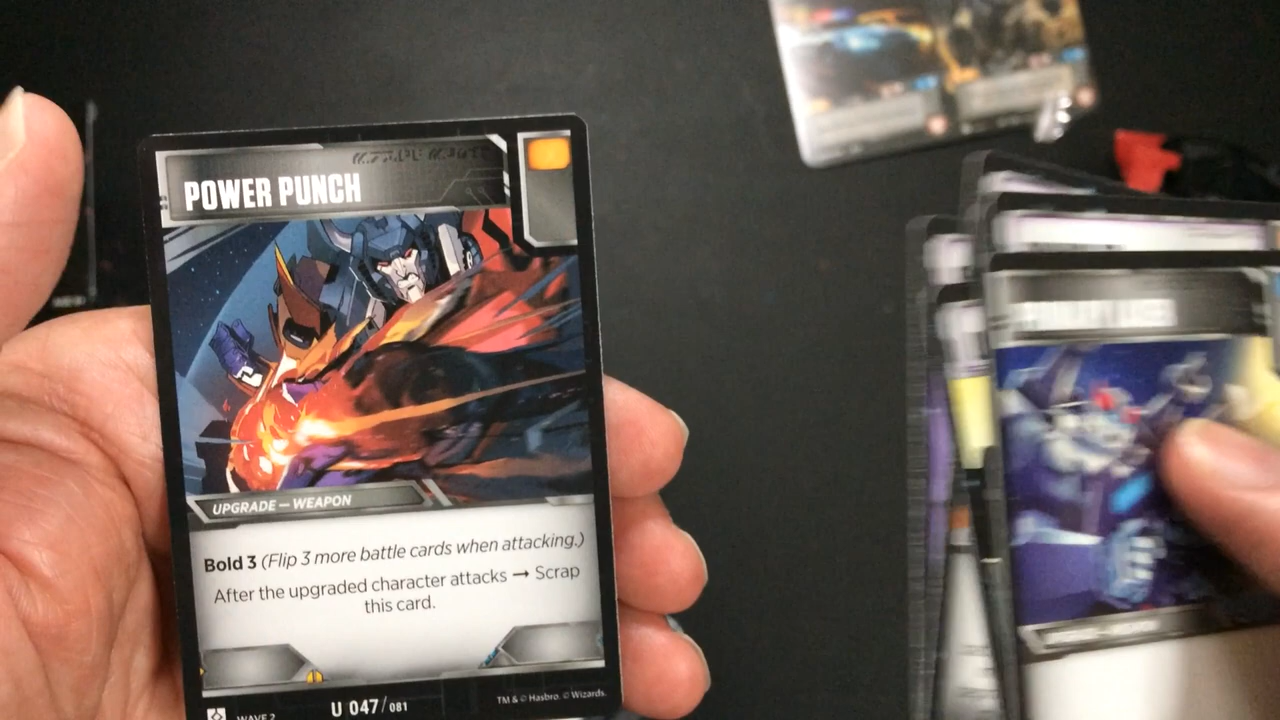 POWER PUNCH
UPGRADE — WEAPON
Bold 3 (Flip 3 more battle cards when attacking.)
After the upgraded character attacks → Scrap
this card.
WAVE 2
U 047/081
TM & © Hasbro. © Wizards.